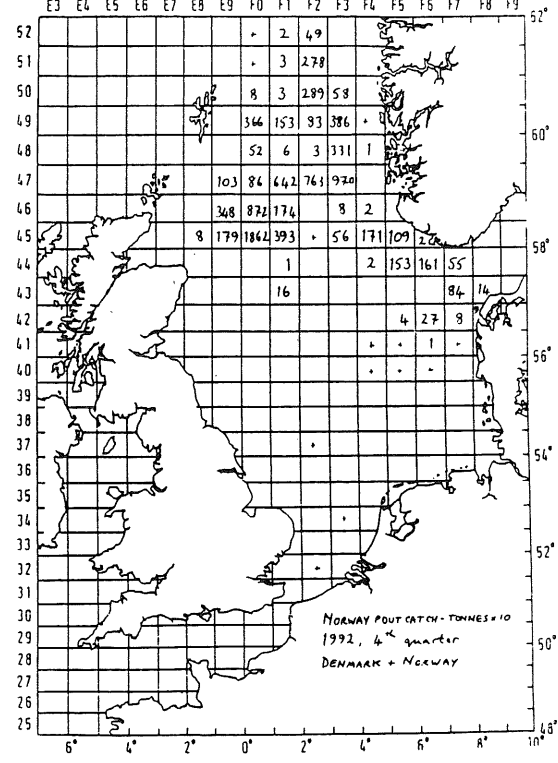 E3 E4 E5 E6 E7 E8 E9 F0 F1 F2 F3 F4 F5 F6 F7 F8 F9
62°
52 + 2 49
51 + 3 278
50 8 3 289 58
49 366 153 83 386 +
60°
48 52 6 3 331 1
47 103 86 642 763 970
46 348 872 174 8 2
45 8 179 1862 393 + 56 171 109
58°
44 1 2 153 161 55
43 16 84 14
42 4 27 8
41 + + 1 +
56°
40 + + +
39
38
37 +
54°
36 +
35
34 +
33
52°
32 +
31
30
NORWAY POUT CATCH - TONNES x 10
29
1992, 4th quarter
50°
28
DENMARK + NORWAY
27
26
25
48°
6° 4° 2° 0° 2° 4° 6° 8° 10°